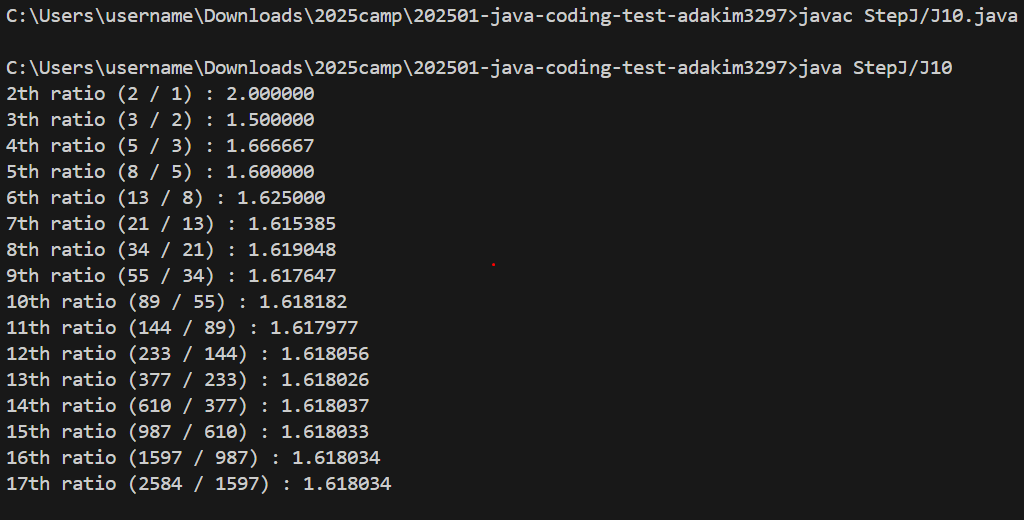 C:\Users\username\Downloads\2025camp\202501-java-coding-test-adakim3297>javac StepJ/J10.java
C:\Users\username\Downloads\2025camp\202501-java-coding-test-adakim3297>java StepJ/J10
2th ratio (2 / 1) : 2.000000
3th ratio (3 / 2) : 1.500000
4th ratio (5 / 3) : 1.666667
5th ratio (8 / 5) : 1.600000
6th ratio (13 / 8) : 1.625000
7th ratio (21 / 13) : 1.615385
8th ratio (34 / 21) : 1.619048
9th ratio (55 / 34) : 1.617647
10th ratio (89 / 55) : 1.618182
11th ratio (144 / 89) : 1.617977
12th ratio (233 / 144) : 1.618056
13th ratio (377 / 233) : 1.618026
14th ratio (610 / 377) : 1.618037
15th ratio (987 / 610) : 1.618033
16th ratio (1597 / 987) : 1.618034
17th ratio (2584 / 1597) : 1.618034